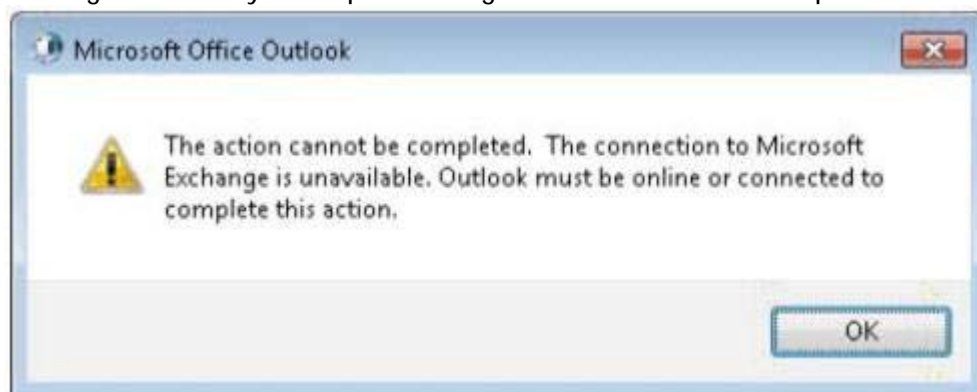 Microsoft Office Outlook
The action cannot be completed. The connection to Microsoft
Exchange is unavailable. Outlook must be online or connected to
complete this action.
OK